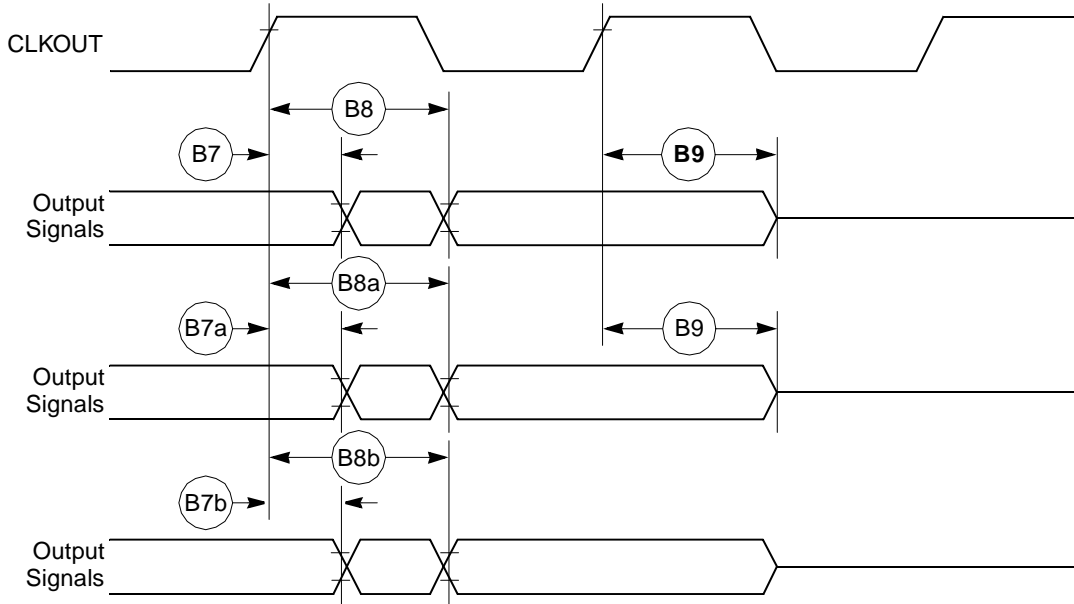 CLKOUT
B8
B7
B9
Output
Signals
B8a
B7a
B9
Output
Signals
B8b
B7b
Output
Signals